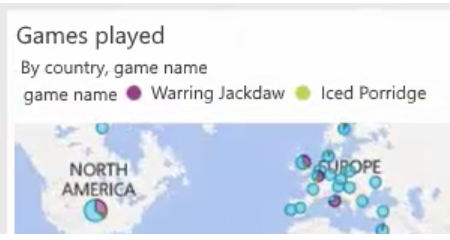 Games played
By country, game name
game name Warring Jackdaw Iced Porridge
NORTH
AMERICA
EUROPE